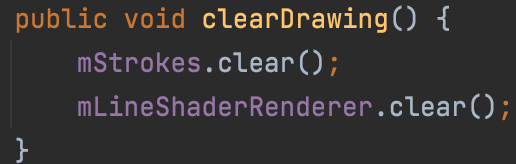 public void clearDrawing() {
    mStrokes.clear();
    mLineShaderRenderer.clear();
}